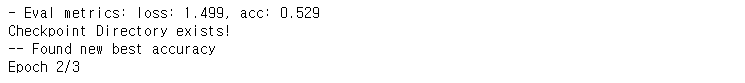 - Eval metrics: loss: 1.499, acc: 0.529
Checkpoint Directory exists!
-- Found new best accuracy
Epoch 2/3